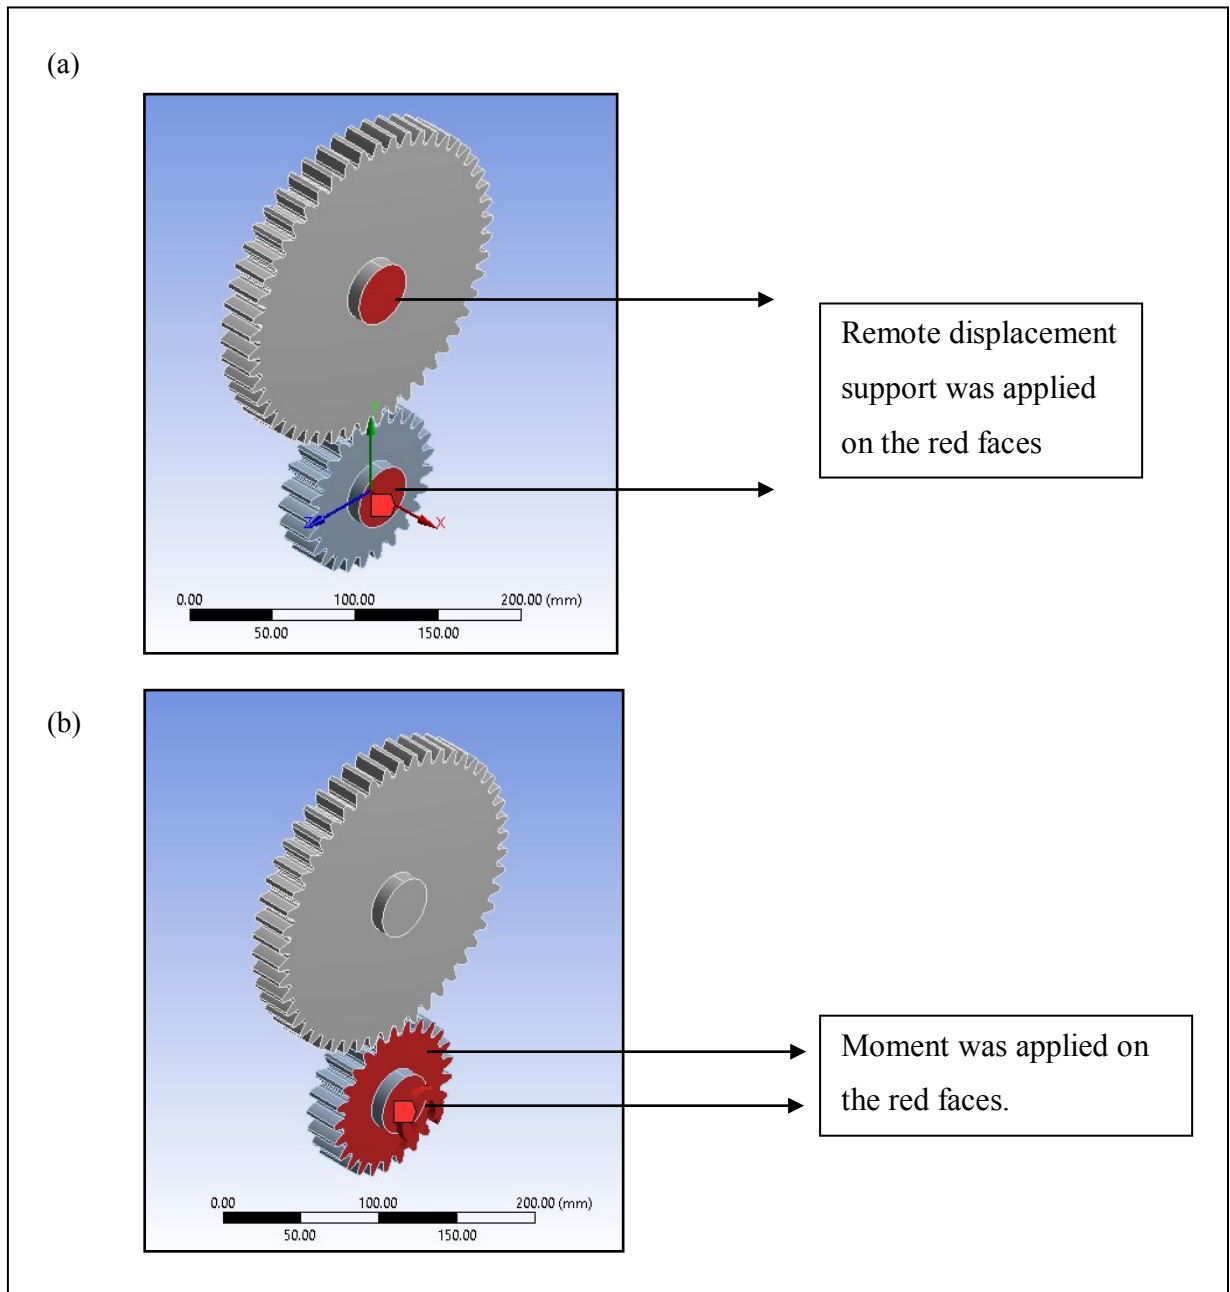 (a)
Y
Z
X
0.00 100.00 200.00 (mm)
50.00 150.00
Remote displacement
support was applied
on the red faces
(b)
0.00 100.00 200.00 (mm)
50.00 150.00
Moment was applied on
the red faces.